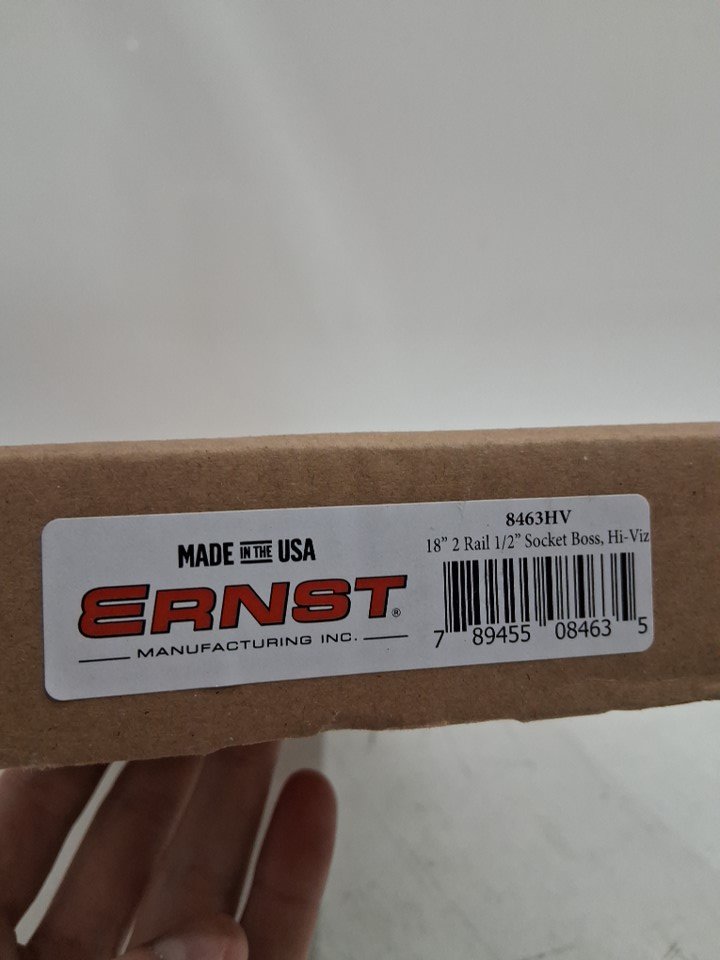 MADE IN THE USA
ERNST®
MANUFACTURING INC.
8463HV
18” 2 Rail 1/2” Socket Boss, Hi-Viz
7 89455 08463 5